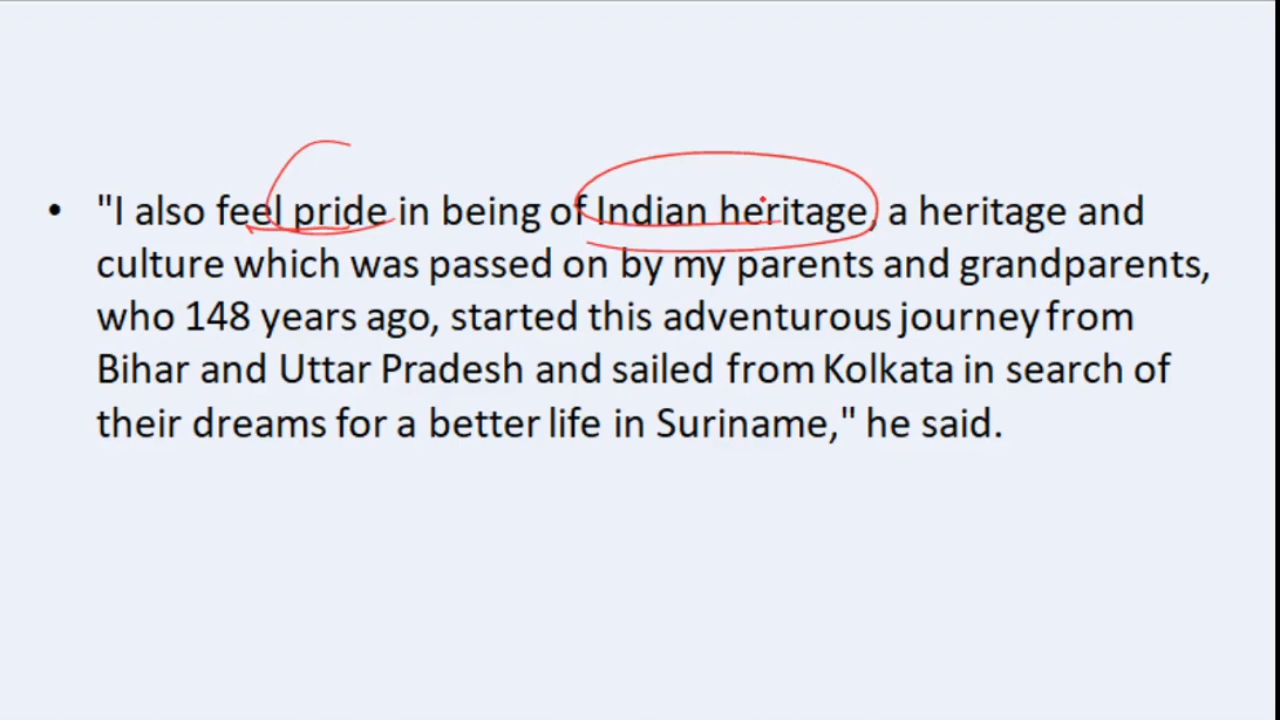 • "I also feel pride in being of Indian heritage, a heritage and
culture which was passed on by my parents and grandparents,
who 148 years ago, started this adventurous journey from
Bihar and Uttar Pradesh and sailed from Kolkata in search of
their dreams for a better life in Suriname," he said.